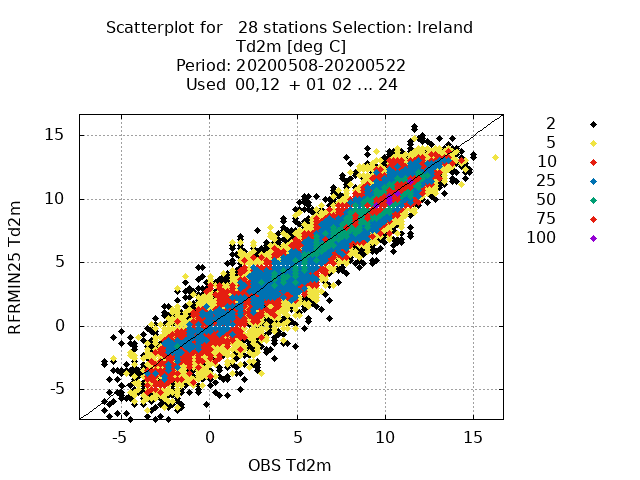 Scatterplot for 28 stations Selection: Ireland
Td2m [deg C]
Period: 20200508-20200522
Used 00,12 + 01 02 ... 24
2
5
10
25
50
75
100
15
10
5
0
-5
RFRMIN25 Td2m
-5 0 5 10 15
OBS Td2m